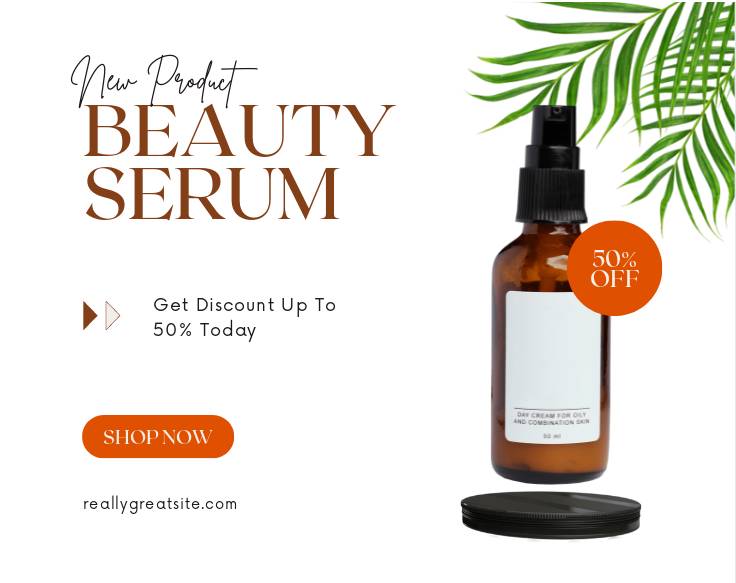 New Product
BEAUTY
SERUM
Get Discount Up To
50% Today
SHOP NOW
reallygreatsite.com
50%
OFF
DAY CREAM FOR OILY
AND COMBINATION SKIN
50 ml